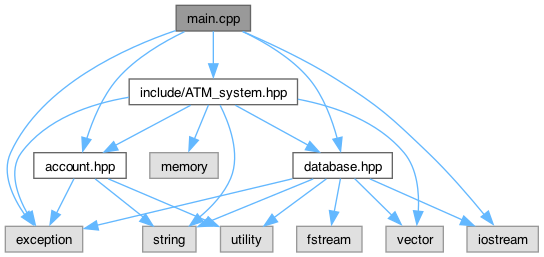 main.cpp
include/ATM_system.hpp
account.hpp
memory
database.hpp
exception
string
utility
fstream
vector
iostream